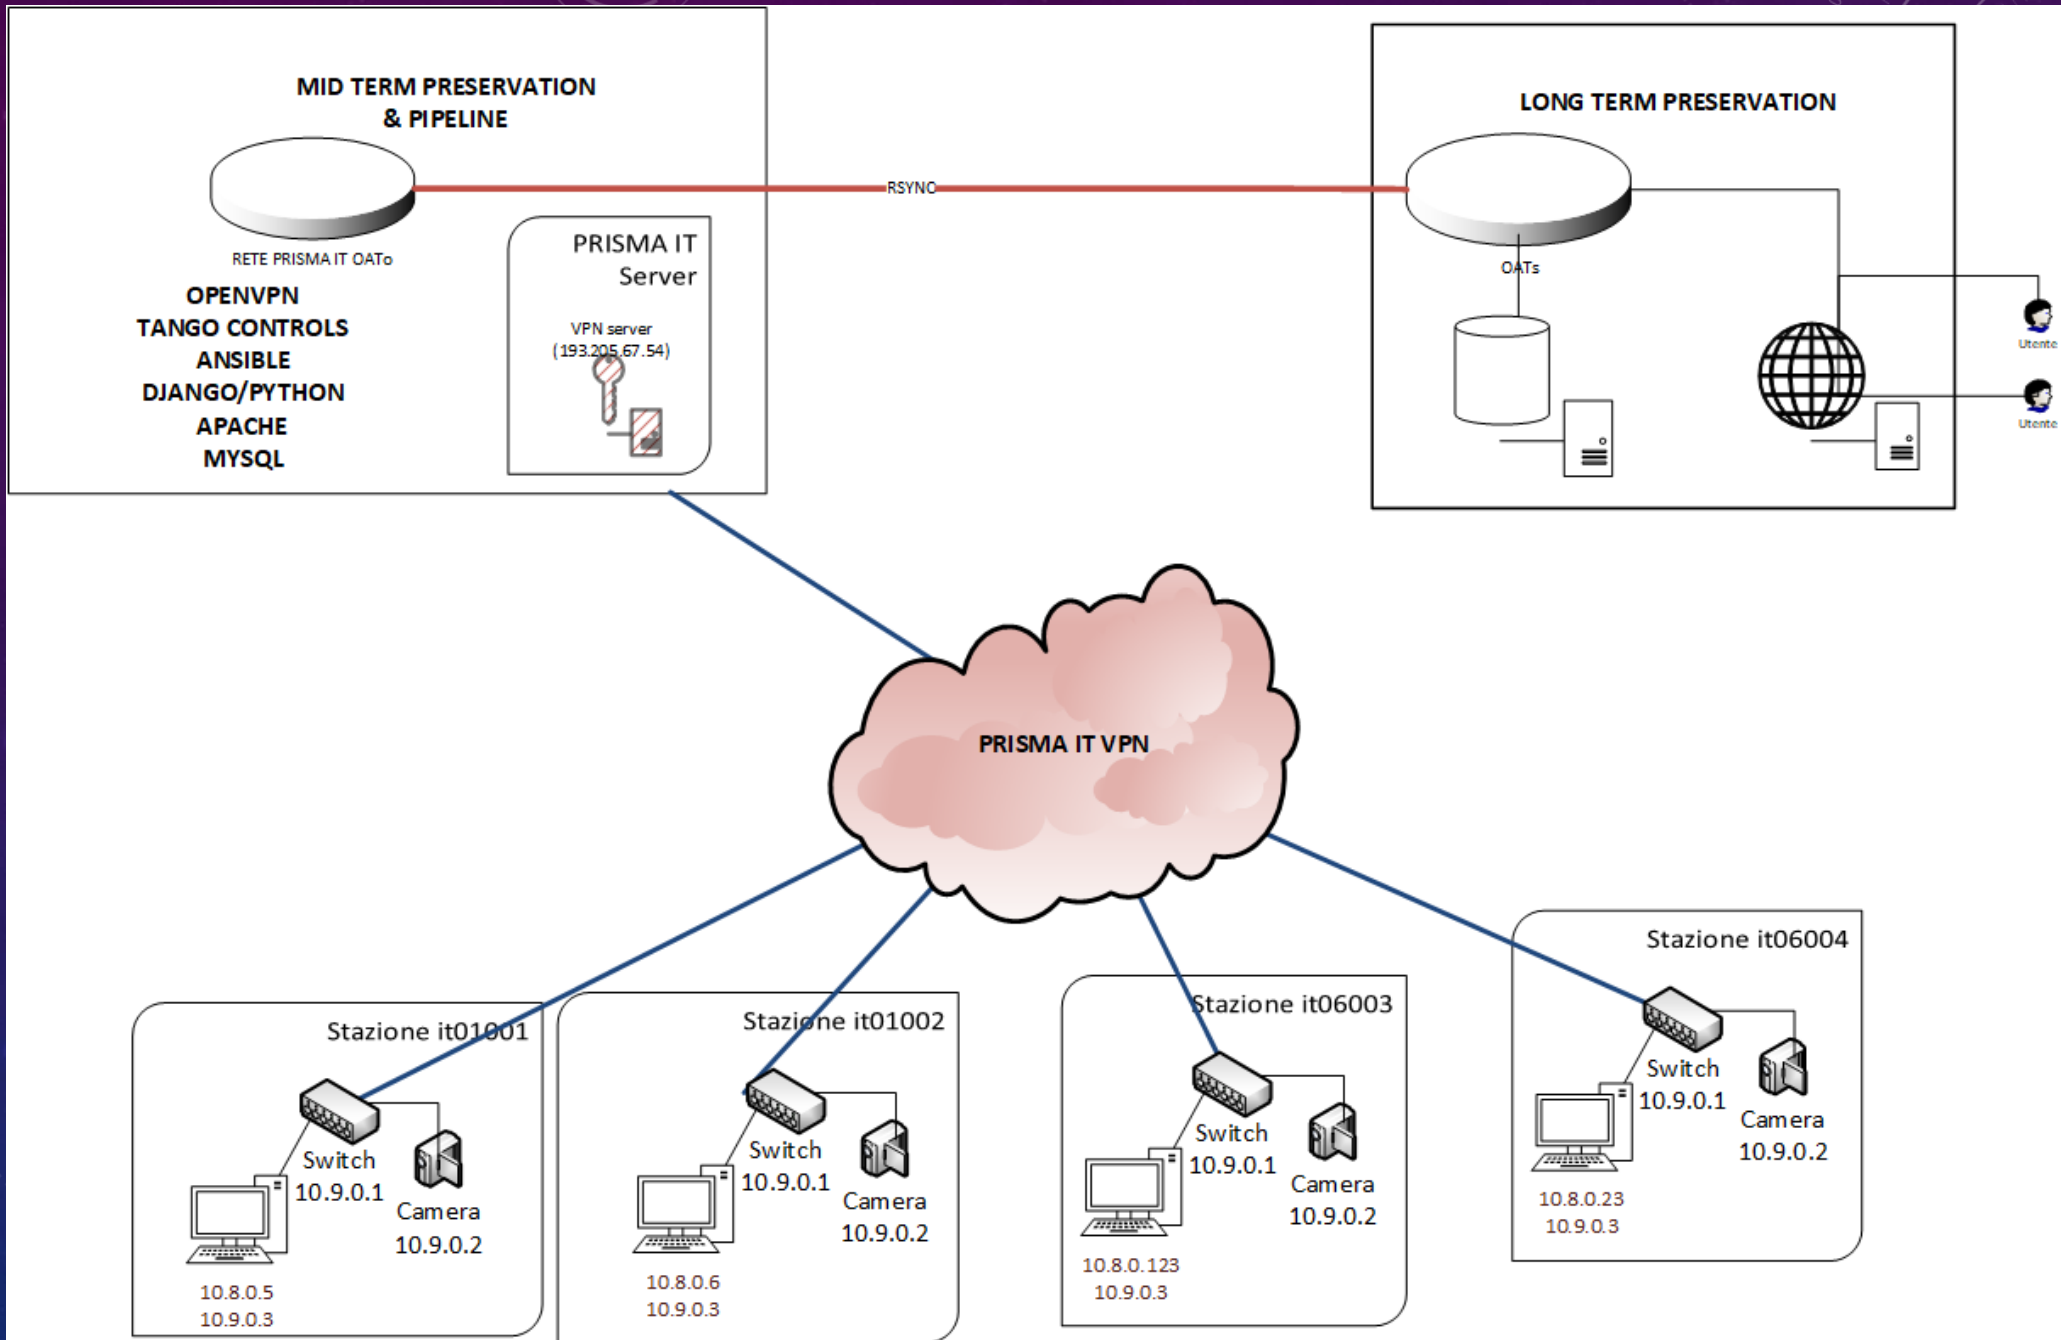 MID TERM PRESERVATION
& PIPELINE
RETE PRISMA IT OATo
OPENVPN
TANGO CONTROLS
ANSIBLE
DJANGO/PYTHON
APACHE
MYSQL
PRISMA IT
Server
VPN server
(193.205.67.54)
RSYNC
LONG TERM PRESERVATION
OATs
Utente
Utente
PRISMA IT VPN
Stazione it01001
Switch
10.9.0.1
Camera
10.9.0.2
10.8.0.5
10.9.0.3
Stazione it01002
Switch
10.9.0.1
Camera
10.9.0.2
10.8.0.6
10.9.0.3
Stazione it06003
Switch
10.9.0.1
Camera
10.9.0.2
10.8.0.123
10.9.0.3
Stazione it06004
Switch
10.9.0.1
Camera
10.9.0.2
10.8.0.23
10.9.0.3